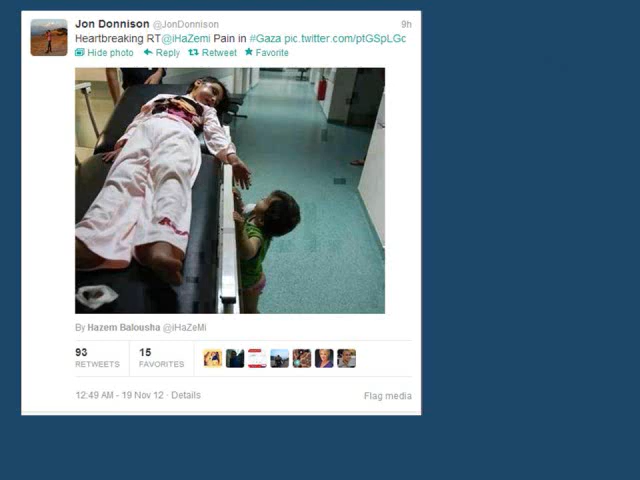 Jon Donnison @JonDonnison 9h
Heartbreaking RT@iHaZemi Pain in #Gaza pic.twitter.com/ptGSpLGc
Hide photo Reply Retweet Favorite
By Hazem Balousha @iHaZeMi
93 15
RETWEETS FAVORITES
12:49 AM - 19 Nov 12 · Details Flag media